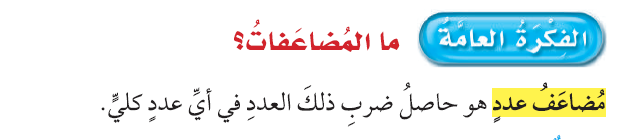 الفِكْرَةُ العامَّةُ ما المُضاعَفاتُ؟
مُضاعَفُ عددٍ هو حاصلُ ضربِ ذلكَ العددِ في أيِّ عددٍ كليٍّ.